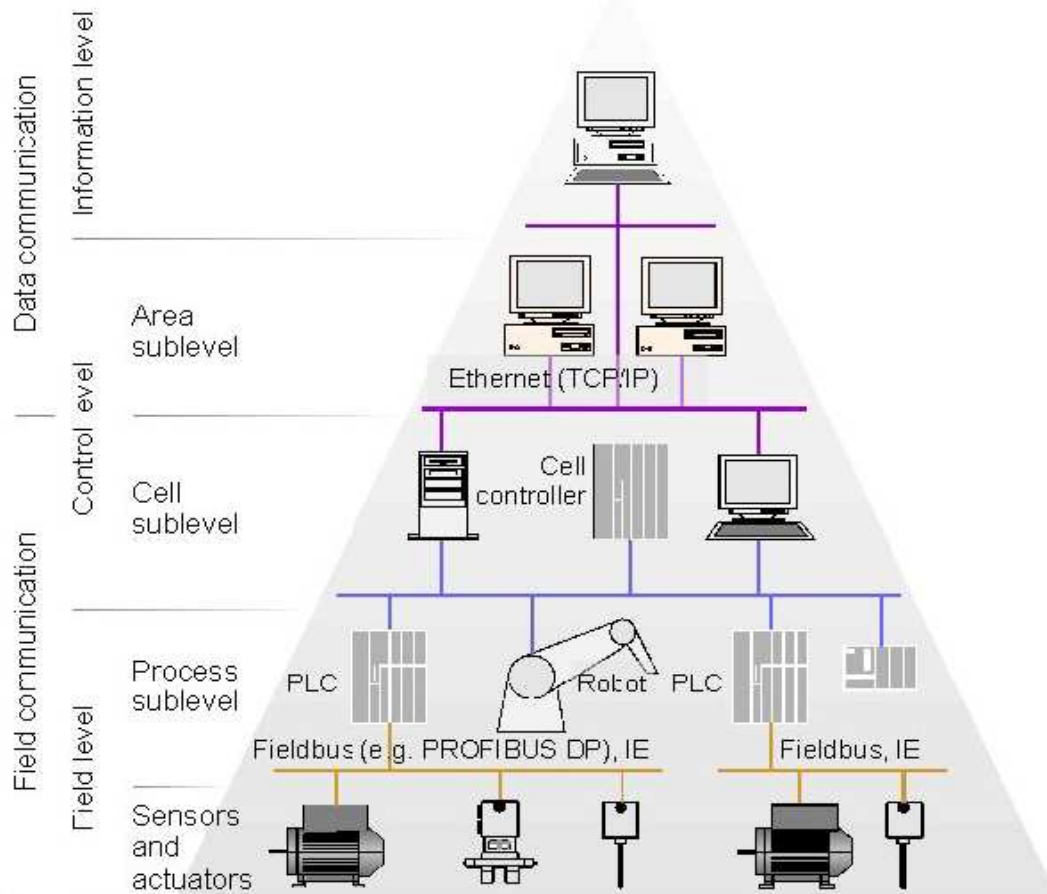 Data communication
Field communication
Information level
Control level
Field level
Area
sublevel
Ethernet (TCP/IP)
Cell
sublevel
Cell
controller
Process
sublevel
PLC
Robot
PLC
Fieldbus (e.g. PROFIBUS DP), IE
Fieldbus, IE
Sensors
and
actuators